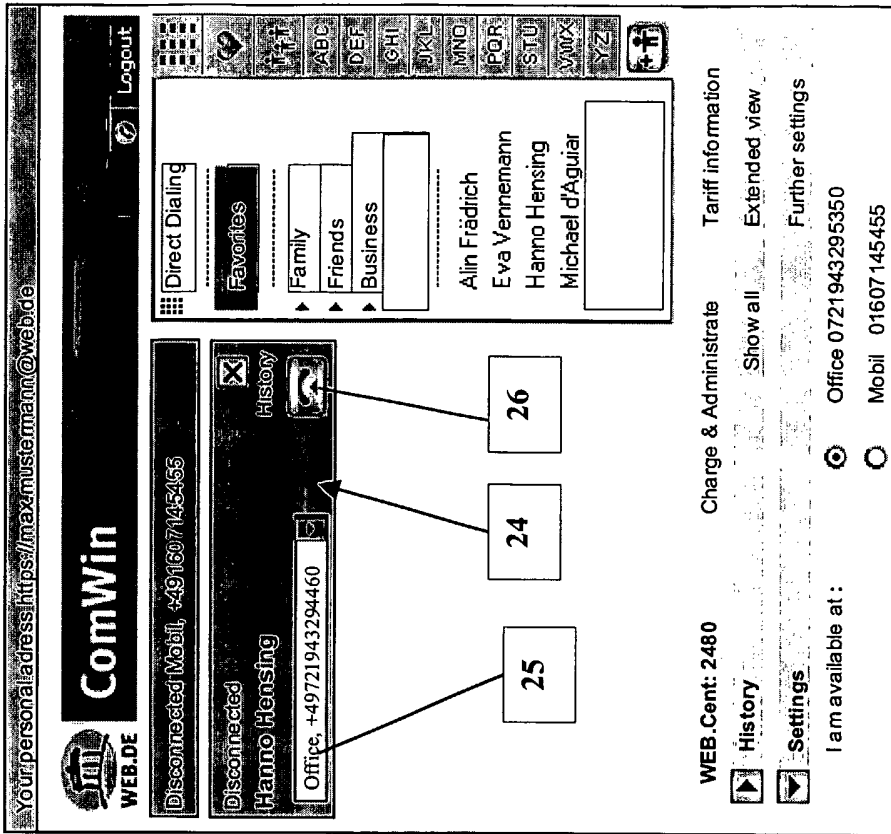 Your personal adress https://max.mustermann@web.de
WEB.DE
ComWin
Logout
Disconnected Mobil, +491607145455
Disconnected
Hanno Hensing
History
Office, +49721943294460
25
24
26
Direct Dialing
Favorites
Family
Friends
Business
Alin Frädrich
Eva Vennemann
Hanno Hensing
Michael d'Aguiar
ABC
DEF
GHI
JKL
MNO
PQR
STU
VWX
YZ
WEB.Cent: 2480 Charge & Administrate Tariff information
History Show all Extended view
Settings Further settings
I am available at : Office 0721943295350
Mobil 01607145455